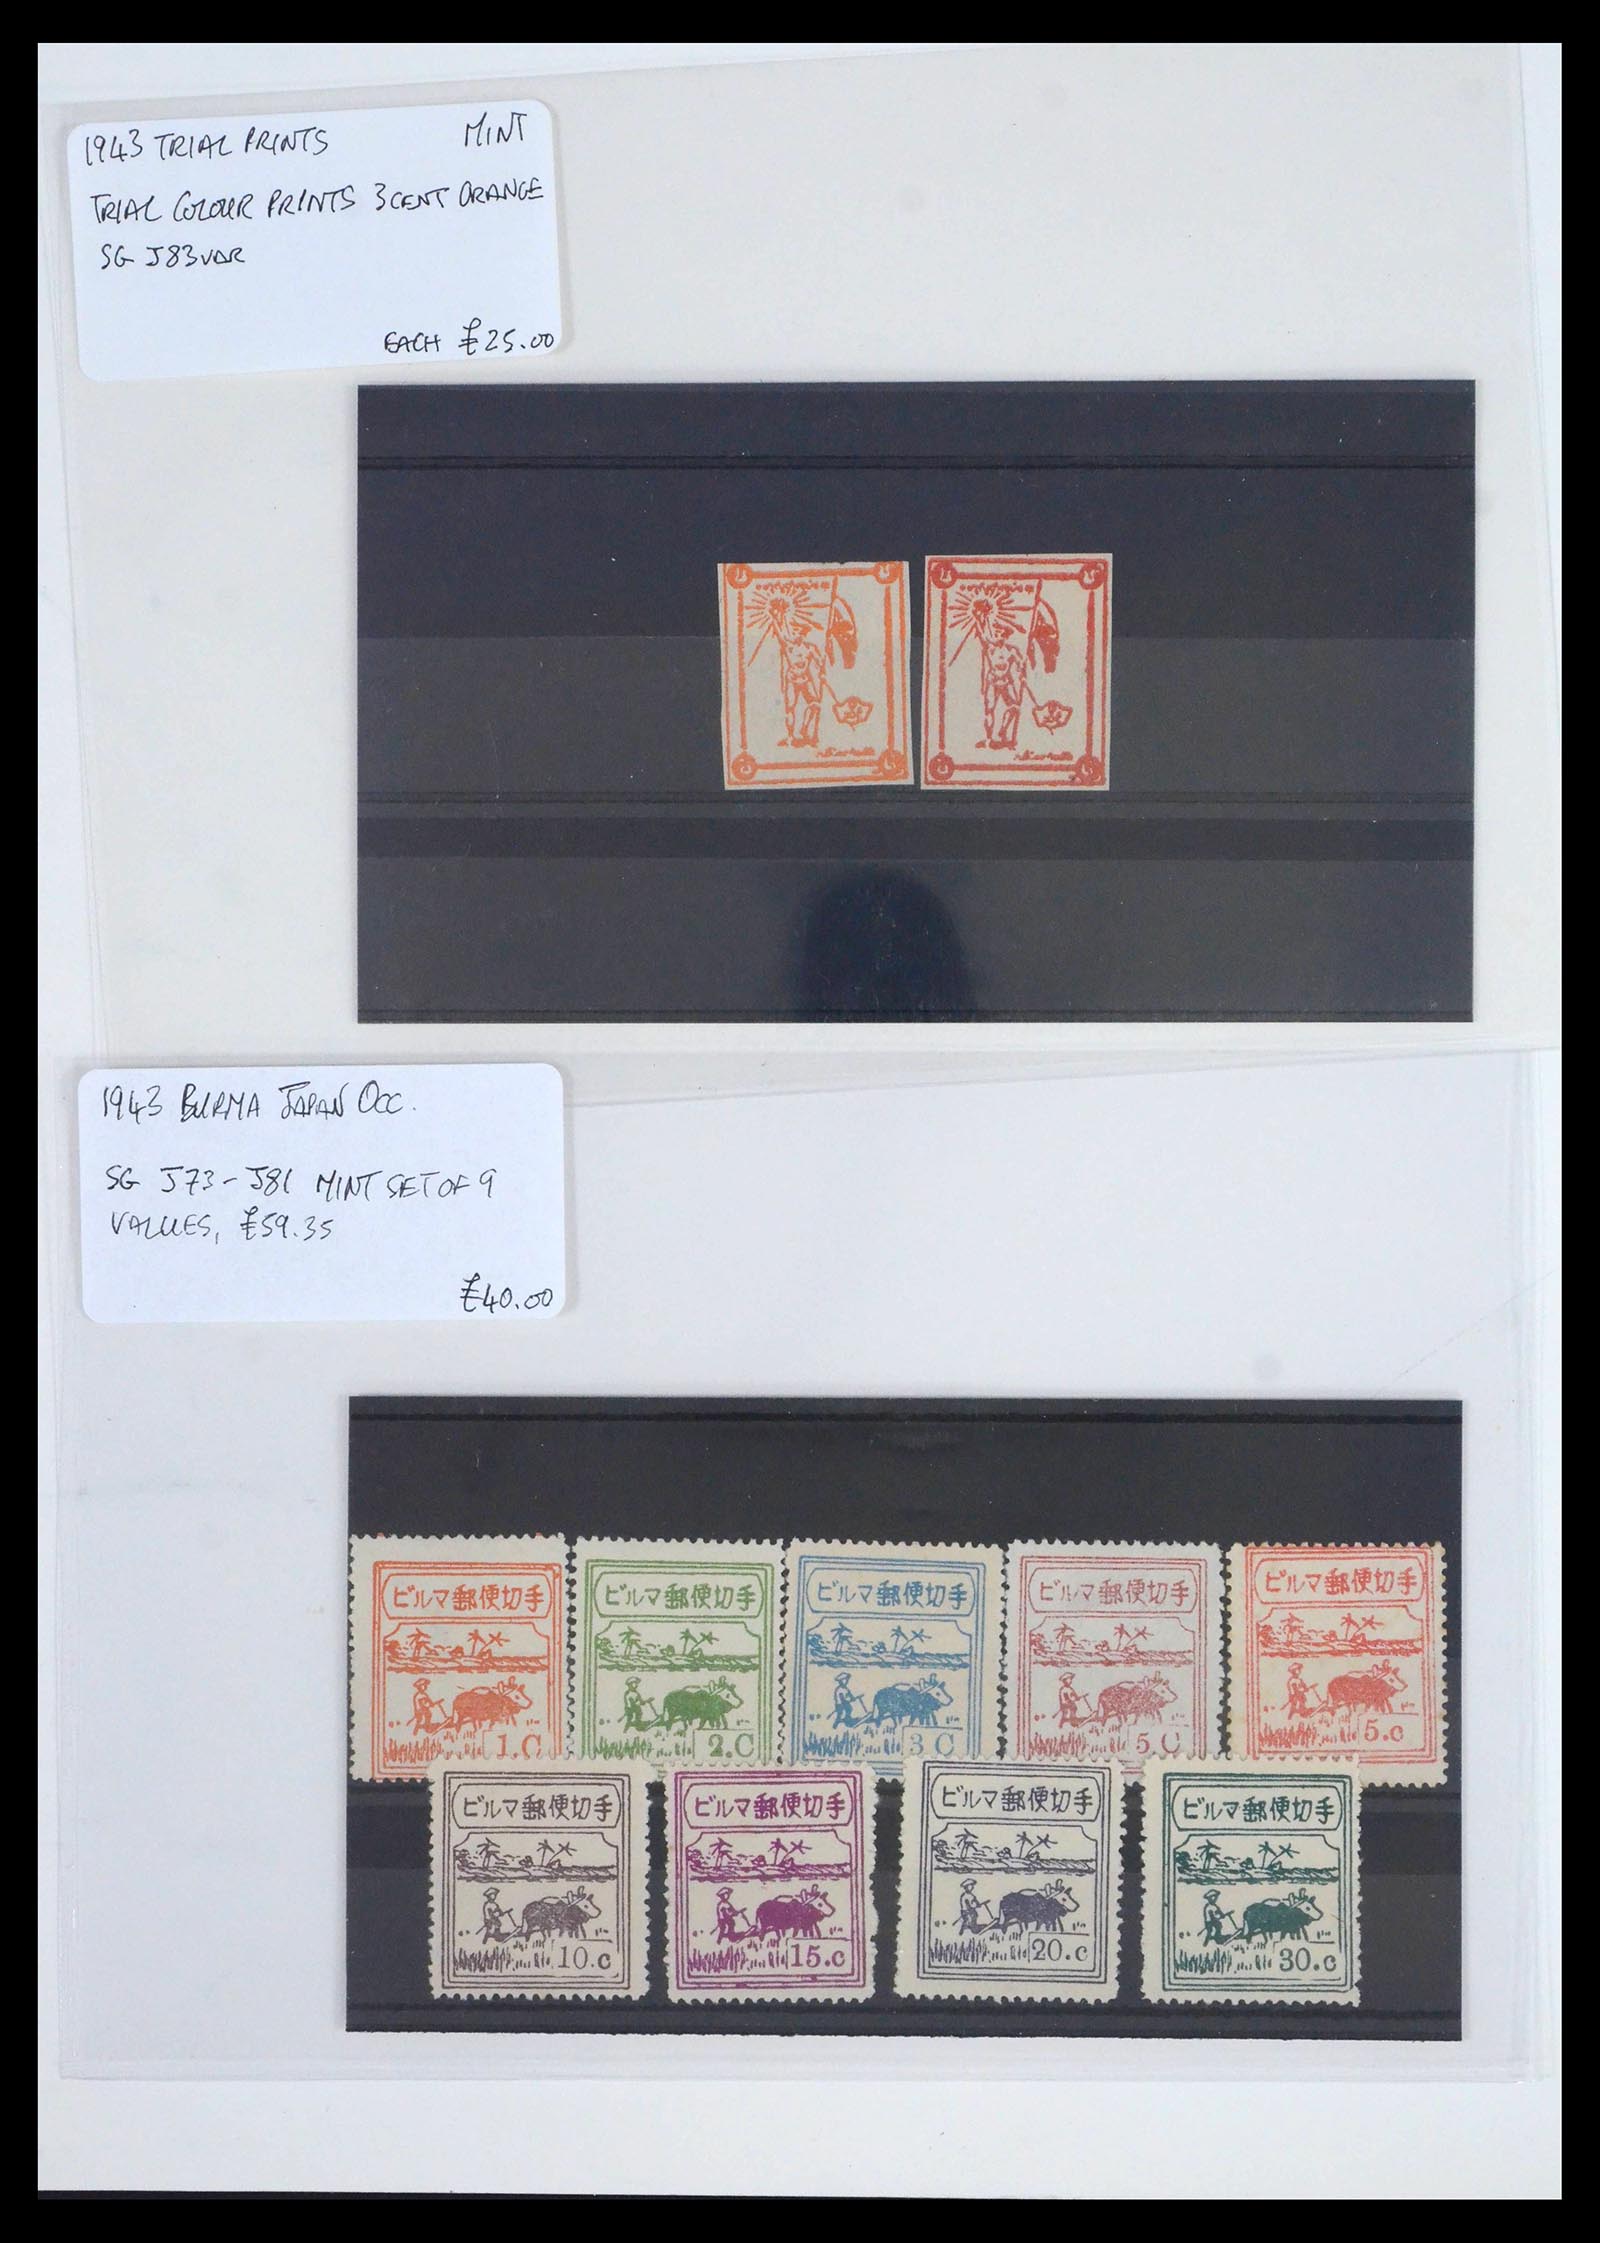 1943 TRIAL PRINTS MINT
TRIAL COLOUR PRINTS 3CENT ORANGE
SG J83VAR
EACH £25.00
1943 BURMA JAPAN OCC.
SG J73-J81 MINT SET OF 9
VALUES, £59.35
£40.00
ビルマ郵便切手
1.C
ビルマ郵便切手
2.C
ビルマ郵便切手
3 C
ビルマ郵便切手
5 C
ビルマ郵便切手
5.c
ビルマ郵便切手
10.c
ビルマ郵便切手
15.c
ビルマ郵便切手
20.c
ビルマ郵便切手
30.c